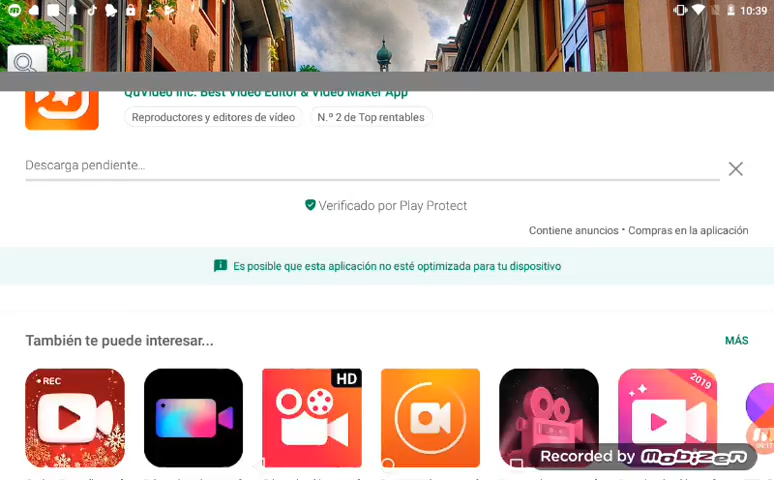 10:39
QuVideo Inc. Best Video Editor & Video Maker App
Reproductores y editores de vídeo
N.º 2 de Top rentables
Descarga pendiente...
Verificado por Play Protect
Contiene anuncios • Compras en la aplicación
Es posible que esta aplicación no esté optimizada para tu dispositivo
También te puede interesar...
MÁS
REC
HD
2019
Recorded by mobizen